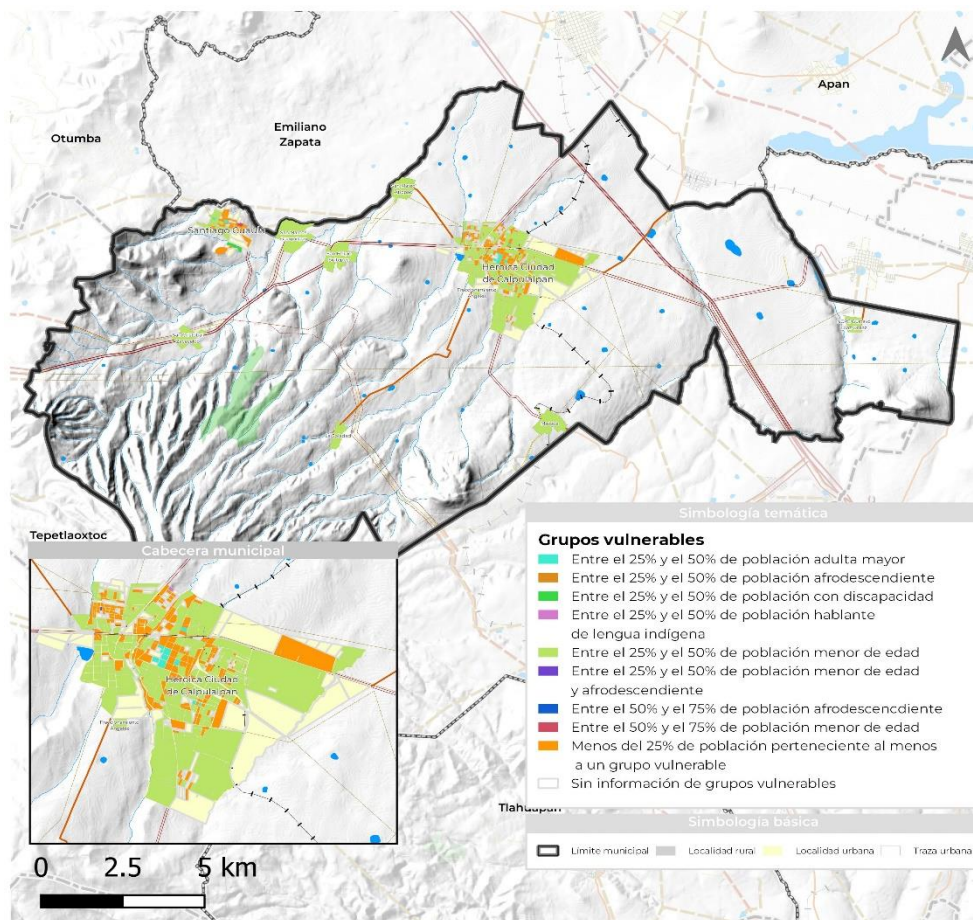 Apan
Emiliano
Zapata
Otumba
Santiago Cuaula
Heroica Ciudad
de Calpulalpan
Tepetlaoxtoc
Simbología temática
Grupos vulnerables
Entre el 25% y el 50% de población adulta mayor
Entre el 25% y el 50% de población afrodescendiente
Entre el 25% y el 50% de población con discapacidad
Entre el 25% y el 50% de población hablante
de lengua indígena
Entre el 25% y el 50% de población menor de edad
Entre el 25% y el 50% de población menor de edad
y afrodescendiente
Entre el 50% y el 75% de población afrodescencdiente
Entre el 50% y el 75% de población menor de edad
Menos del 25% de población perteneciente al menos
a un grupo vulnerable
Sin información de grupos vulnerables
Tlahuapan
Simbología básica
Límite municipal
Localidad rural
Localidad urbana
Traza urbana
Cabecera municipal
Heroica Ciudad
de Calpulalpan
0 2.5 5 km